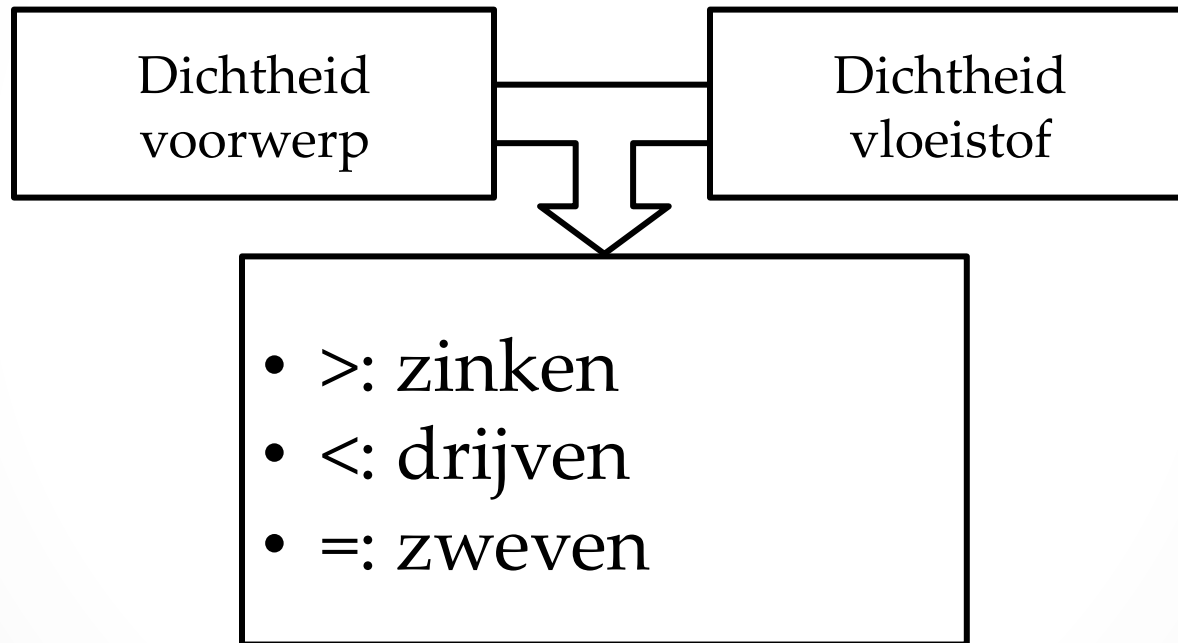 Dichtheid
voorwerp
Dichtheid
vloeistof
• >: zinken
• <: drijven
• =: zweven